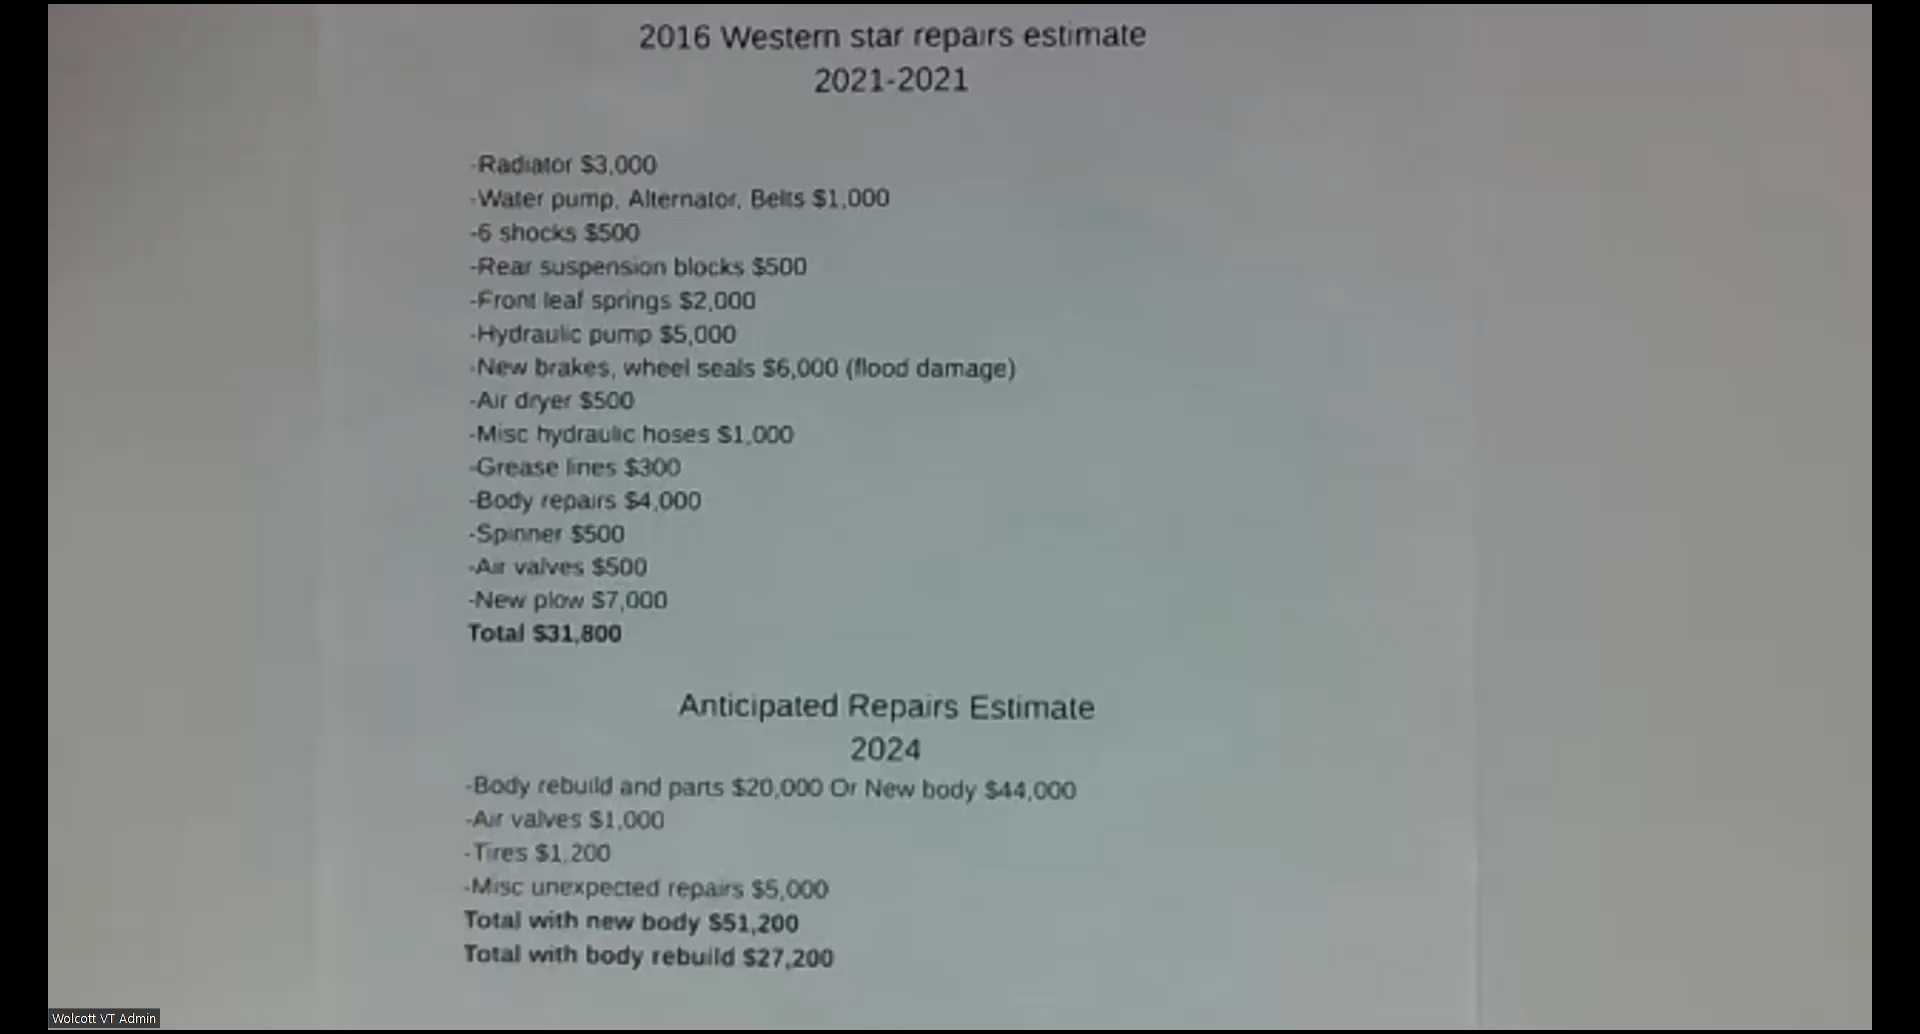 2016 Western star repairs estimate
2021-2021
-Radiator $3,000
-Water pump, Alternator, Belts $1,000
-6 shocks $500
-Rear suspension blocks $500
-Front leaf springs $2,000
-Hydraulic pump $5,000
-New brakes, wheel seals $6,000 (flood damage)
-Air dryer $500
-Misc hydraulic hoses $1,000
-Grease lines $300
-Body repairs $4,000
-Spinner $500
-Air valves $500
-New plow $7,000
Total $31,800
Anticipated Repairs Estimate
2024
-Body rebuild and parts $20,000 Or New body $44,000
-Air valves $1,000
-Tires $1,200
-Misc unexpected repairs $5,000
Total with new body $51,200
Total with body rebuild $27,200
Wolcott VT Admin